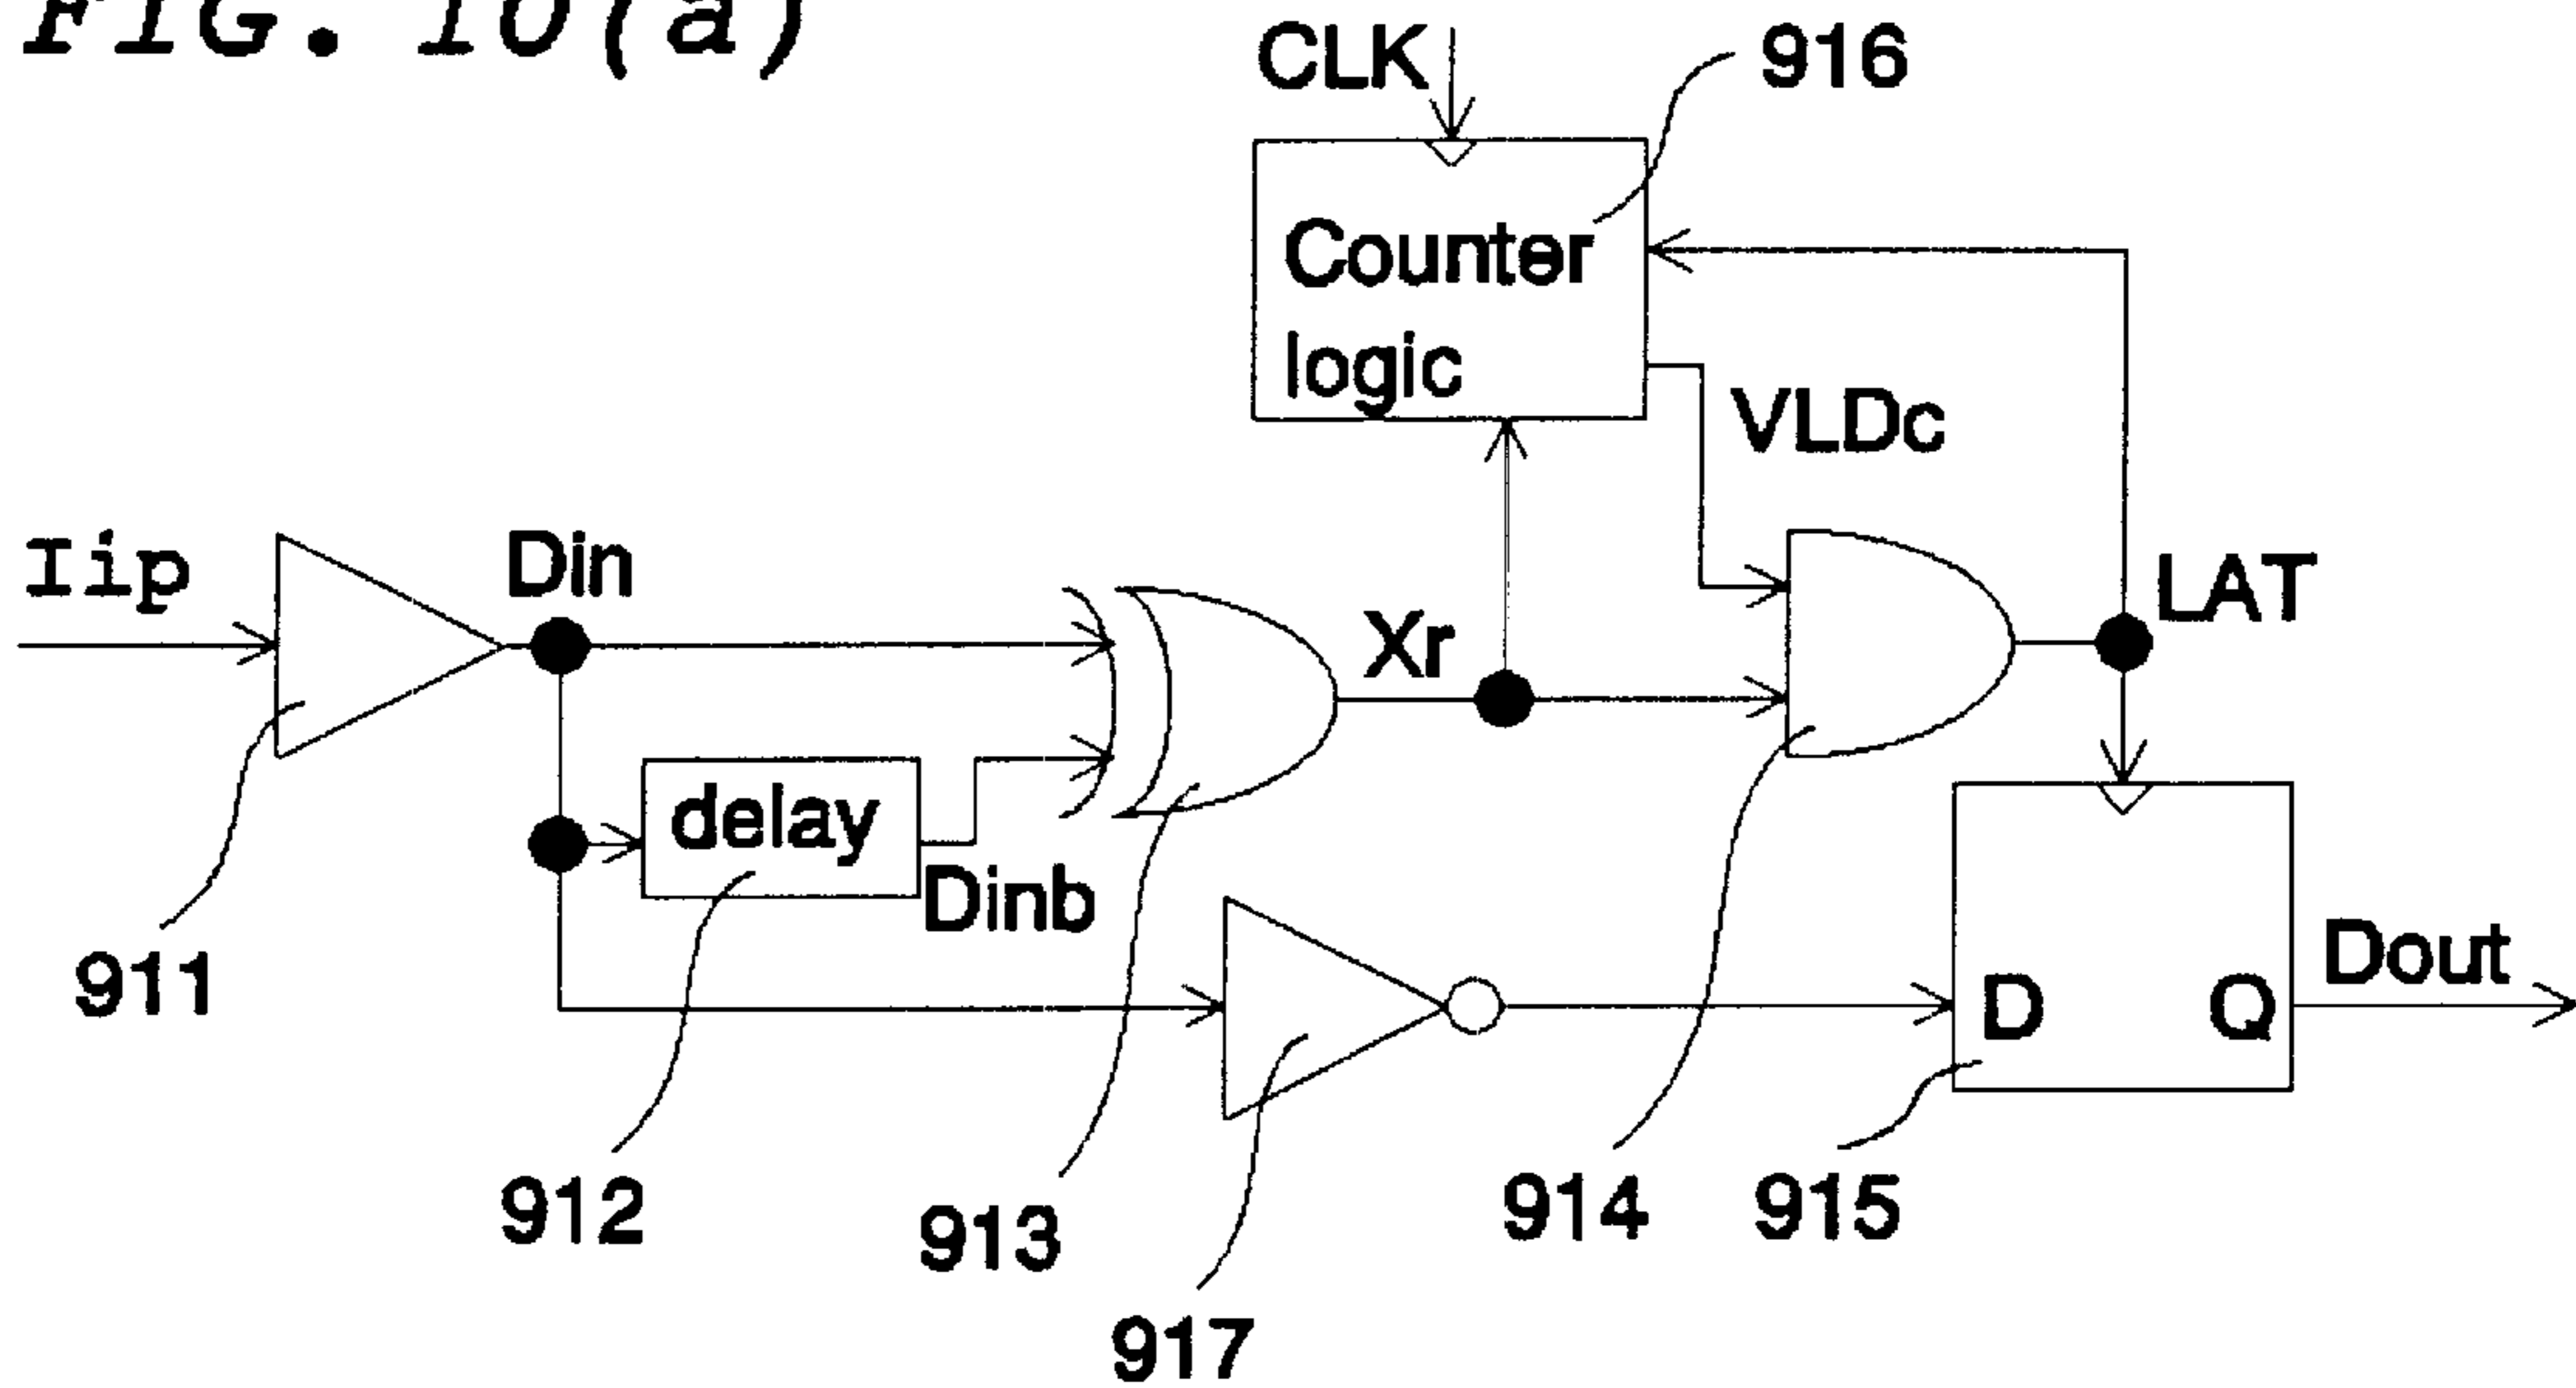 FIG. 10(a)
CLK
916
Counter
logic
VLDc
Iip
Din
Xr
LAT
delay
Dinb
911
D
Q
Dout
912
913
914
915
917